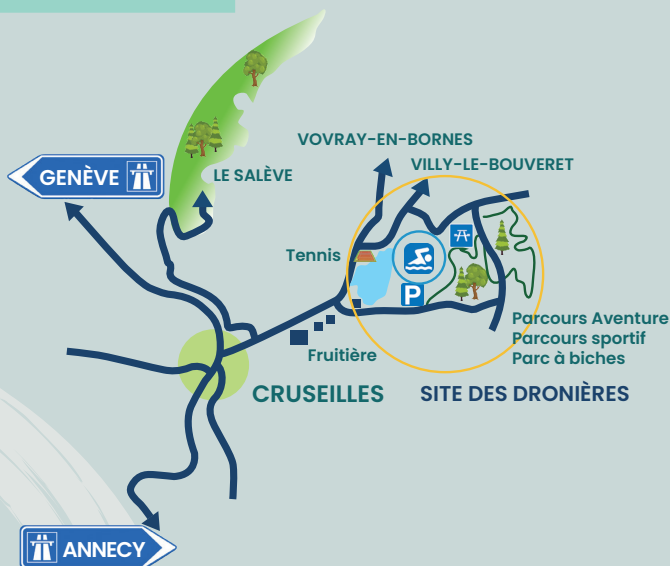 VOVRAY-EN-BORNES
VILLY-LE-BOUVERET
GENÈVE
LE SALÈVE
Tennis
P
Parcours Aventure
Parcours sportif
Parc à biches
Fruitière
CRUSEILLES
SITE DES DRONIÈRES
ANNECY